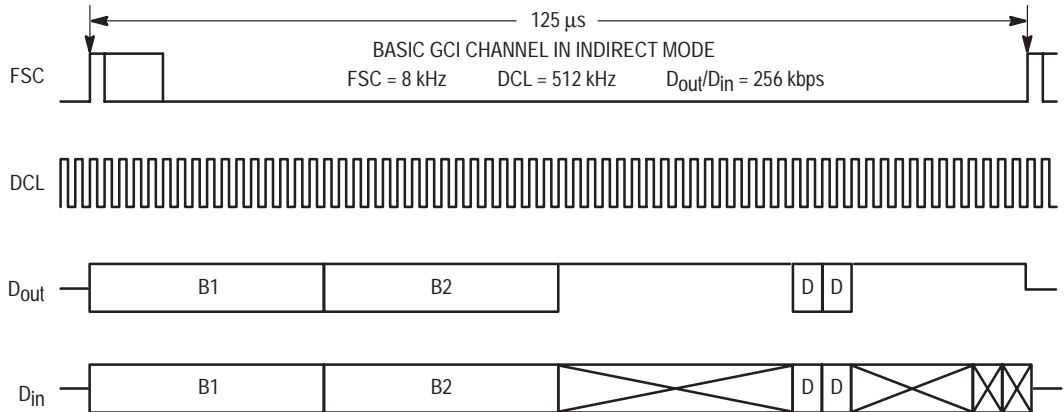 125 µs
BASIC GCI CHANNEL IN INDIRECT MODE
FSC
FSC = 8 kHz DCL = 512 kHz Dout/Din = 256 kbps
DCL
Dout B1 B2 D D
Din B1 B2 D D